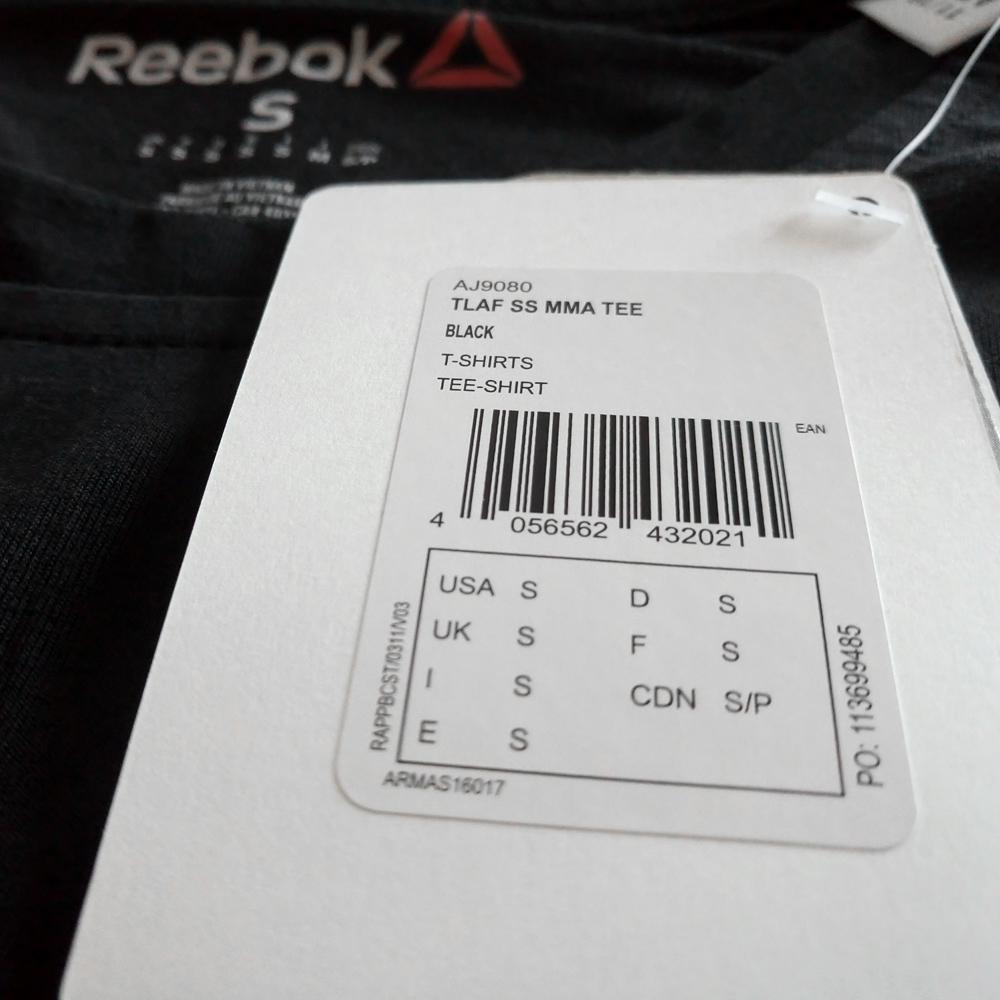 Reebok
S
AJ9080
TLAF SS MMA TEE
BLACK
T-SHIRTS
TEE-SHIRT
EAN
4 056562 432021
USA S D S
UK S F S
I S CDN S/P
E S
RAPPBCST/0311/V03
PO: 113699485
ARMAS16017